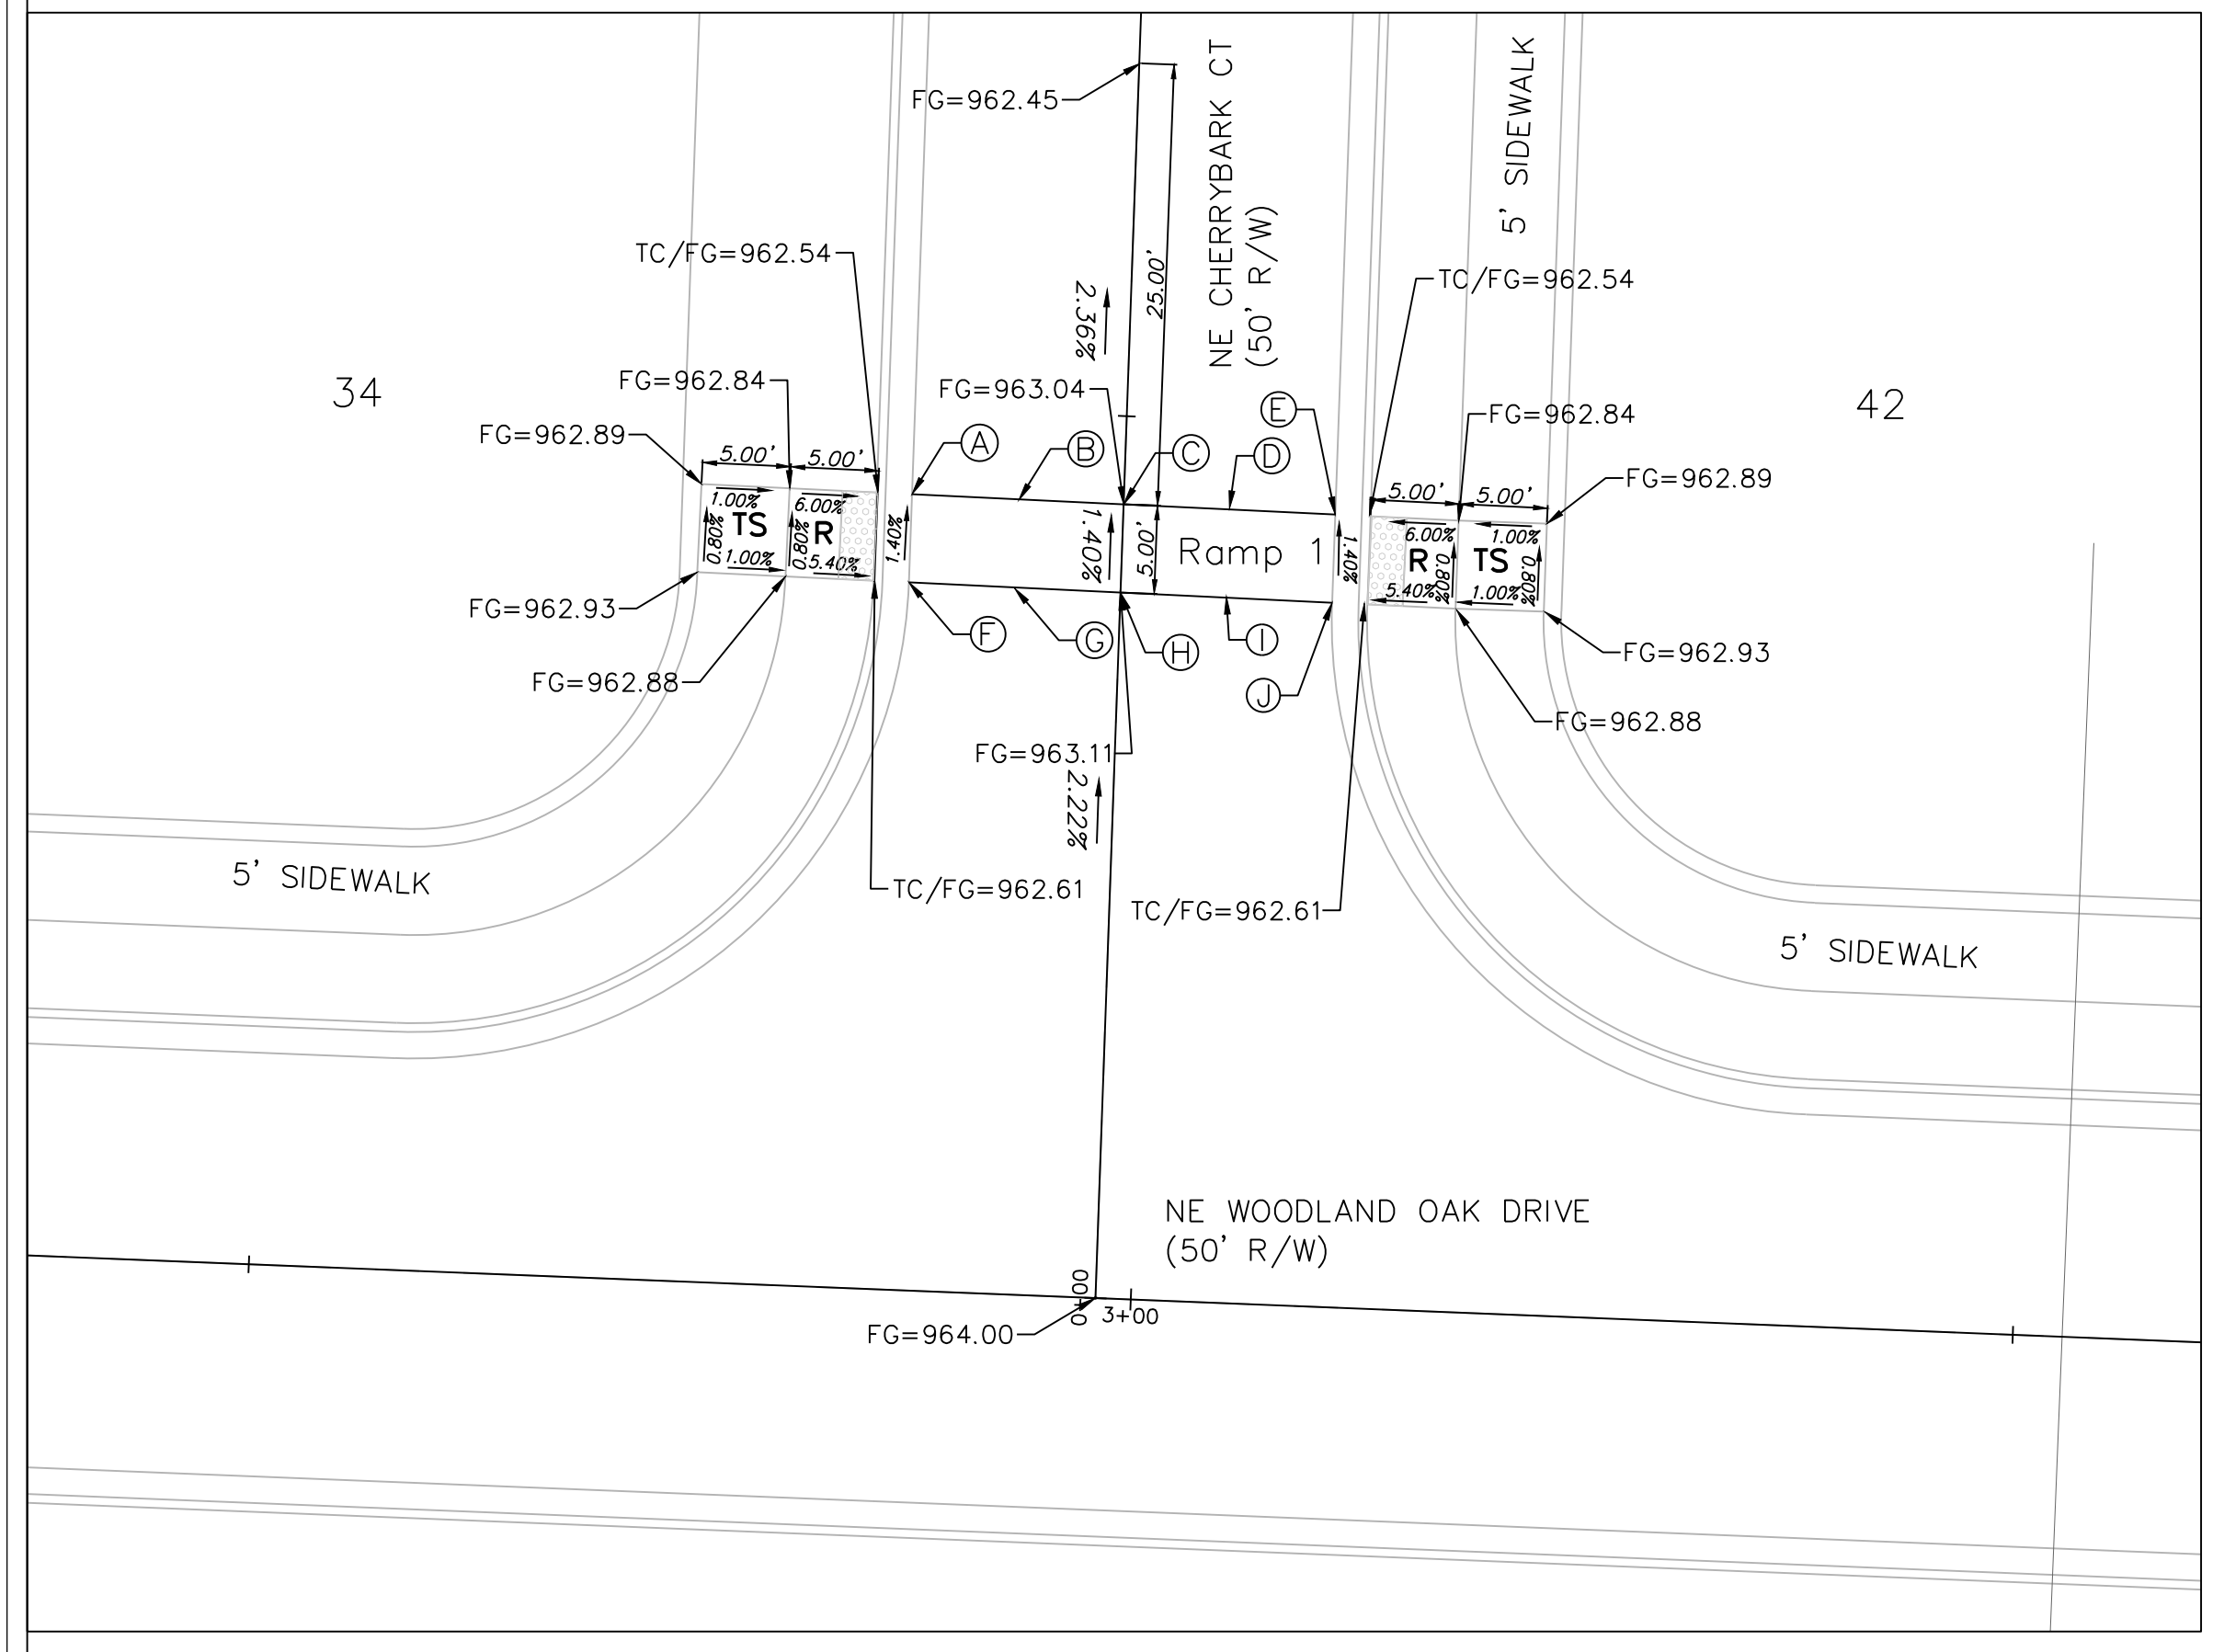 FG=962.45
NE CHERRYBARK CT
(50' R/W)
5' SIDEWALK
25.00'
2.36%
TC/FG=962.54
TC/FG=962.54
34
FG=962.84
FG=963.04
E
FG=962.84
42
FG=962.89
A
B
C
D
FG=962.89
5.00'
5.00'
5.00'
5.00'
1.00%
6.00%
TS
R
0.80%
0.80%
1.00%
5.40%
1.40%
1.40%
5.00'
Ramp 1
1.40%
6.00%
1.00%
R
TS
0.80%
0.80%
5.40%
1.00%
FG=962.93
F
G
H
I
FG=962.93
FG=962.88
J
FG=962.88
FG=963.11
2.22%
5' SIDEWALK
TC/FG=962.61
TC/FG=962.61
5' SIDEWALK
NE WOODLAND OAK DRIVE
(50' R/W)
0+00
3+00
FG=964.00